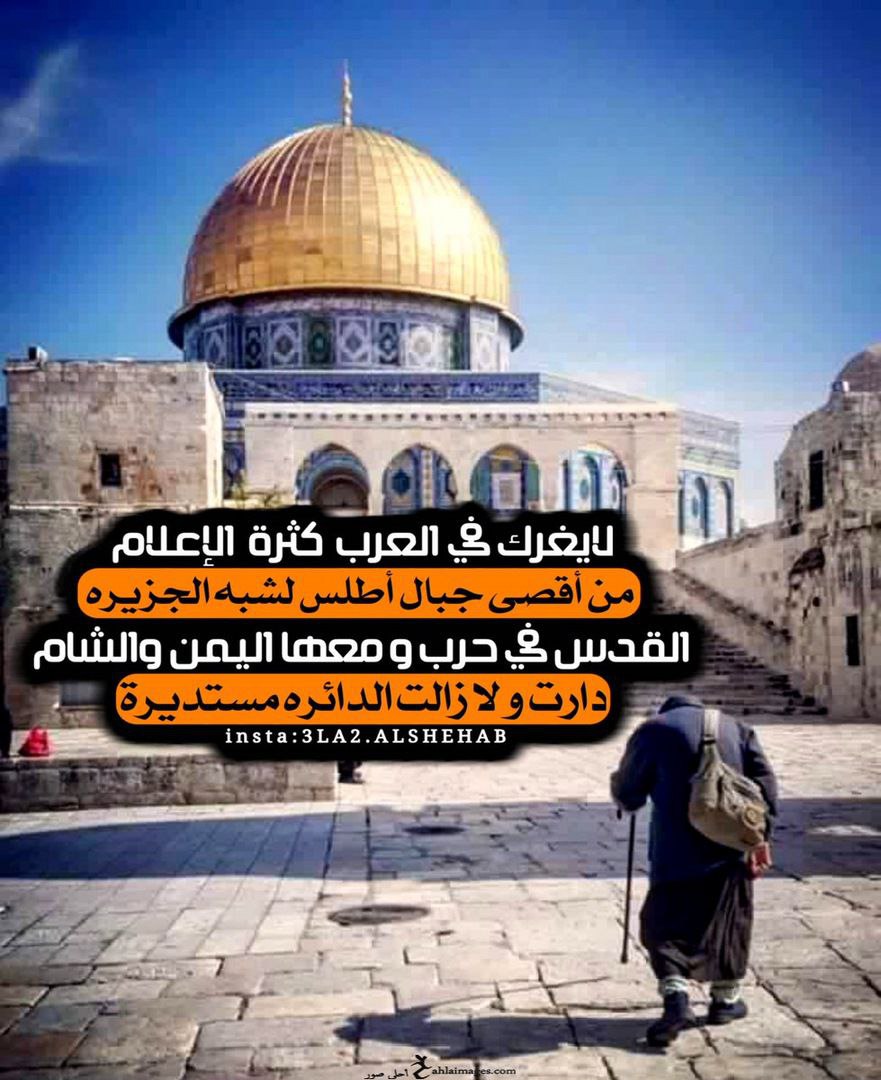 لايغرك في العرب كثرة الإعلام
من أقصى جبال أطلس لشبه الجزيره
القدس في حرب و معها اليمن والشام
دارت و لا زالت الدائره مستديرة
insta:3LA2.ALSHEHAB
احلى صور ahlaimages.com